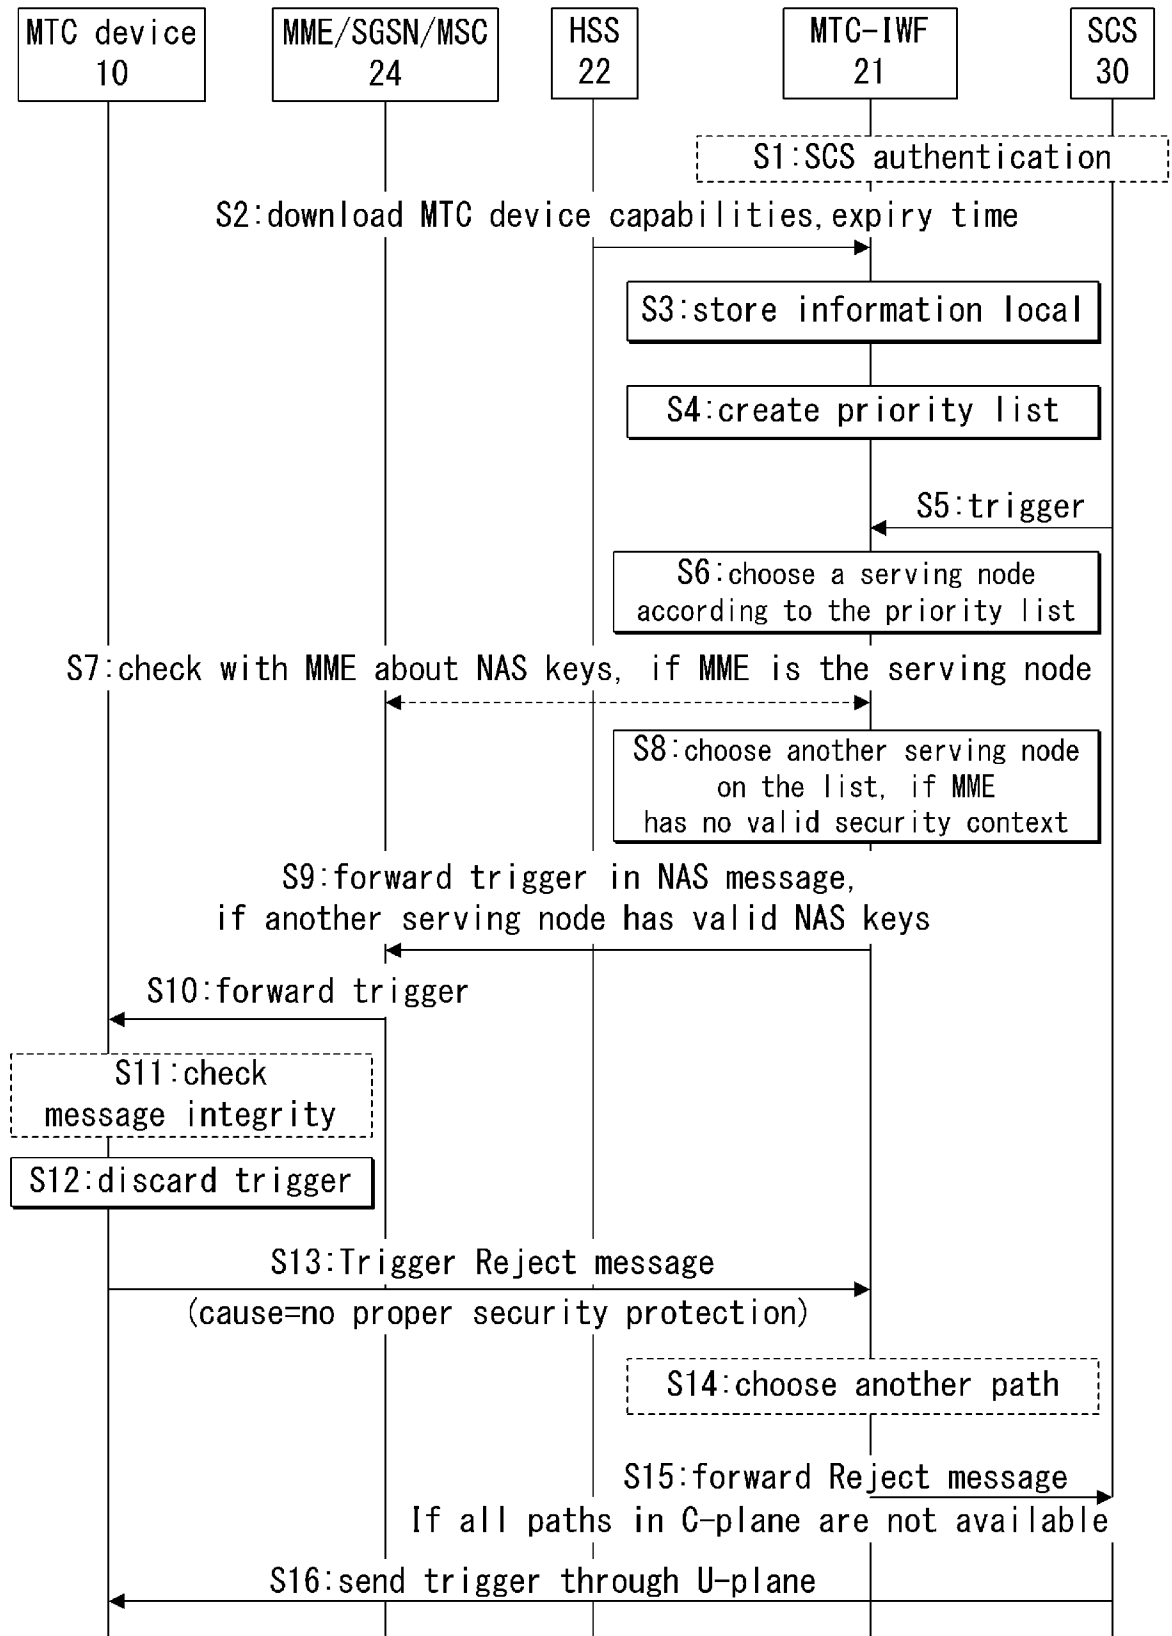 MTC device
10
MME/SGSN/MSC
24
HSS
22
MTC-IWF
21
SCS
30
S1:SCS authentication
S2:download MTC device capabilities,expiry time
S3:store information local
S4:create priority list
S5:trigger
S6:choose a serving node
according to the priority list
S7:check with MME about NAS keys, if MME is the serving node
S8:choose another serving node
on the list, if MME
has no valid security context
S9:forward trigger in NAS message,
if another serving node has valid NAS keys
S10:forward trigger
S11:check
message integrity
S12:discard trigger
S13:Trigger Reject message
(cause=no proper security protection)
S14:choose another path
S15:forward Reject message
If all paths in C-plane are not available
S16:send trigger through U-plane